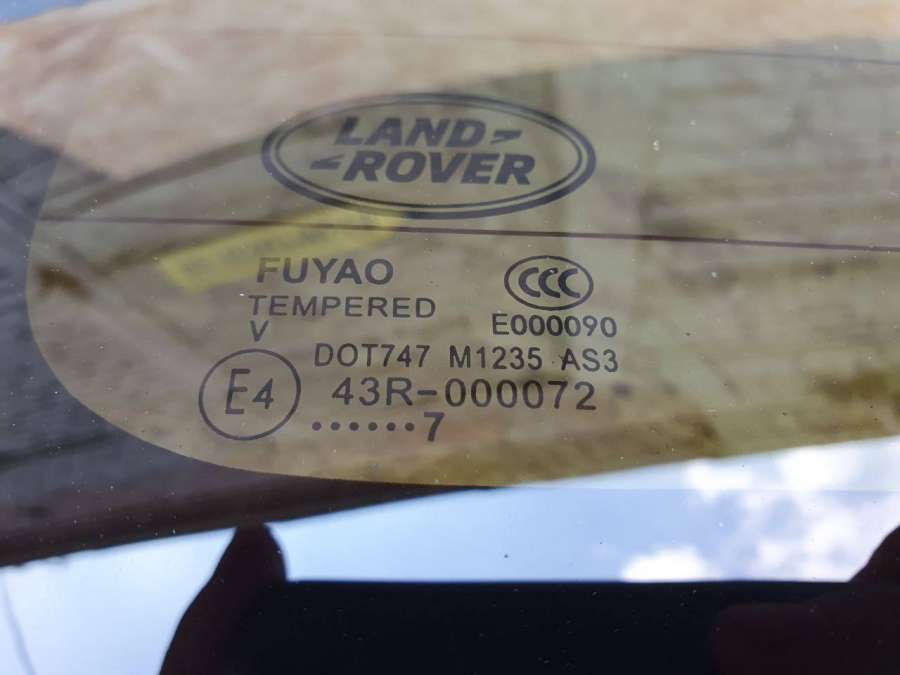 LAND
ROVER
FUYAO
CCC
TEMPERED
E000090
V
DOT747 M1235 AS3
E4
43R-000072
......7